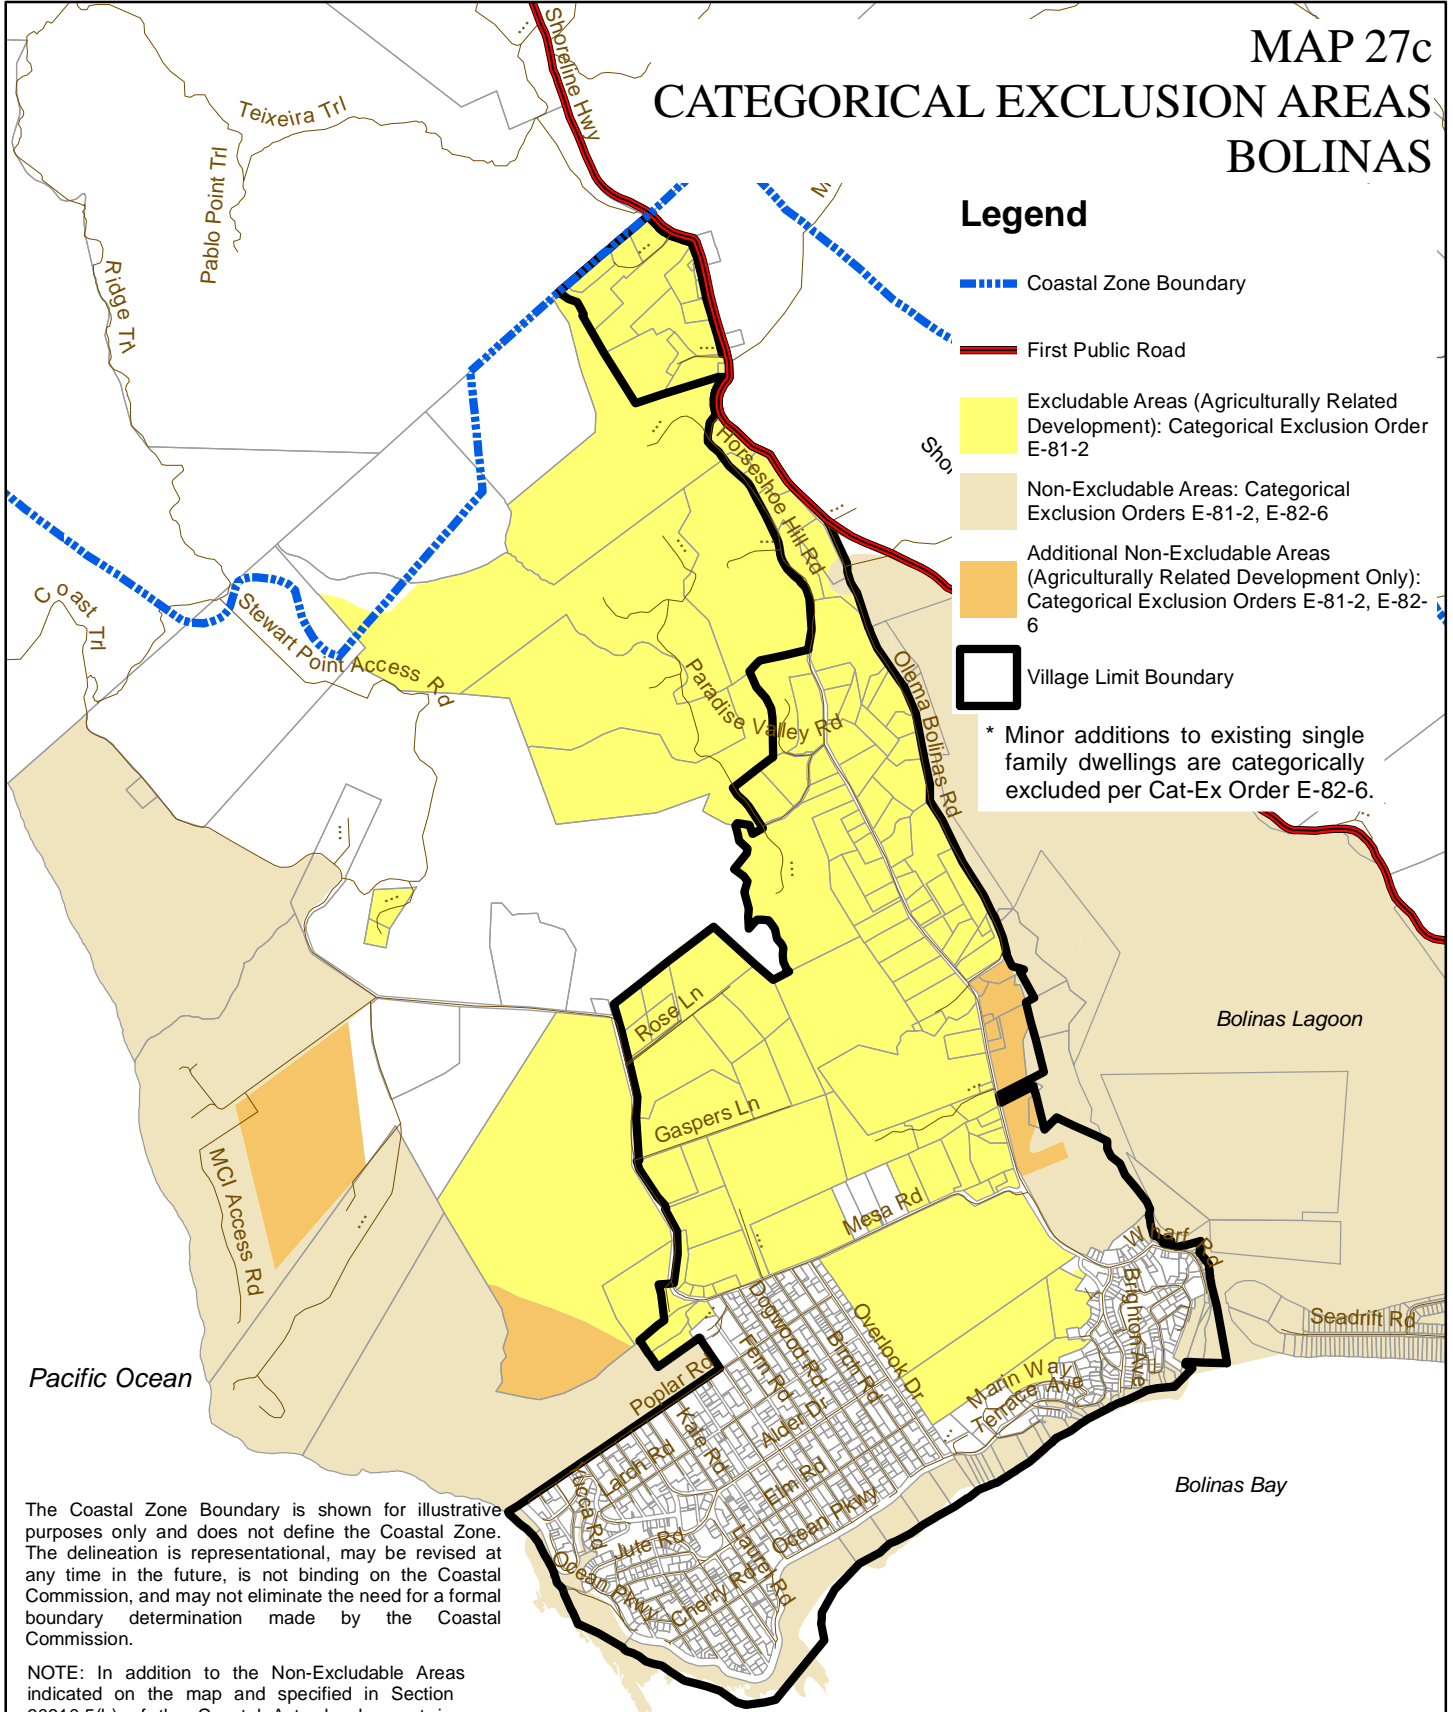 MAP 27c
CATEGORICAL EXCLUSION AREAS
BOLINAS
Legend
Coastal Zone Boundary
First Public Road
Excludable Areas (Agriculturally Related
Development): Categorical Exclusion Order
E-81-2
Non-Excludable Areas: Categorical
Exclusion Orders E-81-2, E-82-6
Additional Non-Excludable Areas
(Agriculturally Related Development Only):
Categorical Exclusion Orders E-81-2, E-82-
6
Village Limit Boundary
* Minor additions to existing single
family dwellings are categorically
excluded per Cat-Ex Order E-82-6.
Shoreline Hwy
Teixeira Trl
Pablo Point Trl
Ridge Trl
Coast Trl
Stewart Point Access Rd
Horseshoe Hill Rd
Paradise Valley Rd
Olema Bolinas Rd
Rose Ln
Gaspers Ln
Mesa Rd
MCI Access Rd
Bolinas Lagoon
Wharf Rd
Brighton Ave
Seadrift Rd
Overlook Dr
Dogwood Rd
Birch Rd
Fern Rd
Alder Dr
Marin Way
Terrace Ave
Poplar Rd
Kale Rd
Larch Rd
Yucca Rd
Elm Rd
Ocean Pkwy
Jute Rd
Laurel Rd
Cherry Rd
Ocean Pkwy
Pacific Ocean
Bolinas Bay
The Coastal Zone Boundary is shown for illustrative
purposes only and does not define the Coastal Zone.
The delineation is representational, may be revised at
any time in the future, is not binding on the Coastal
Commission, and may not eliminate the need for a formal
boundary determination made by the Coastal
Commission.
NOTE: In addition to the Non-Excludable Areas
indicated on the map and specified in Section